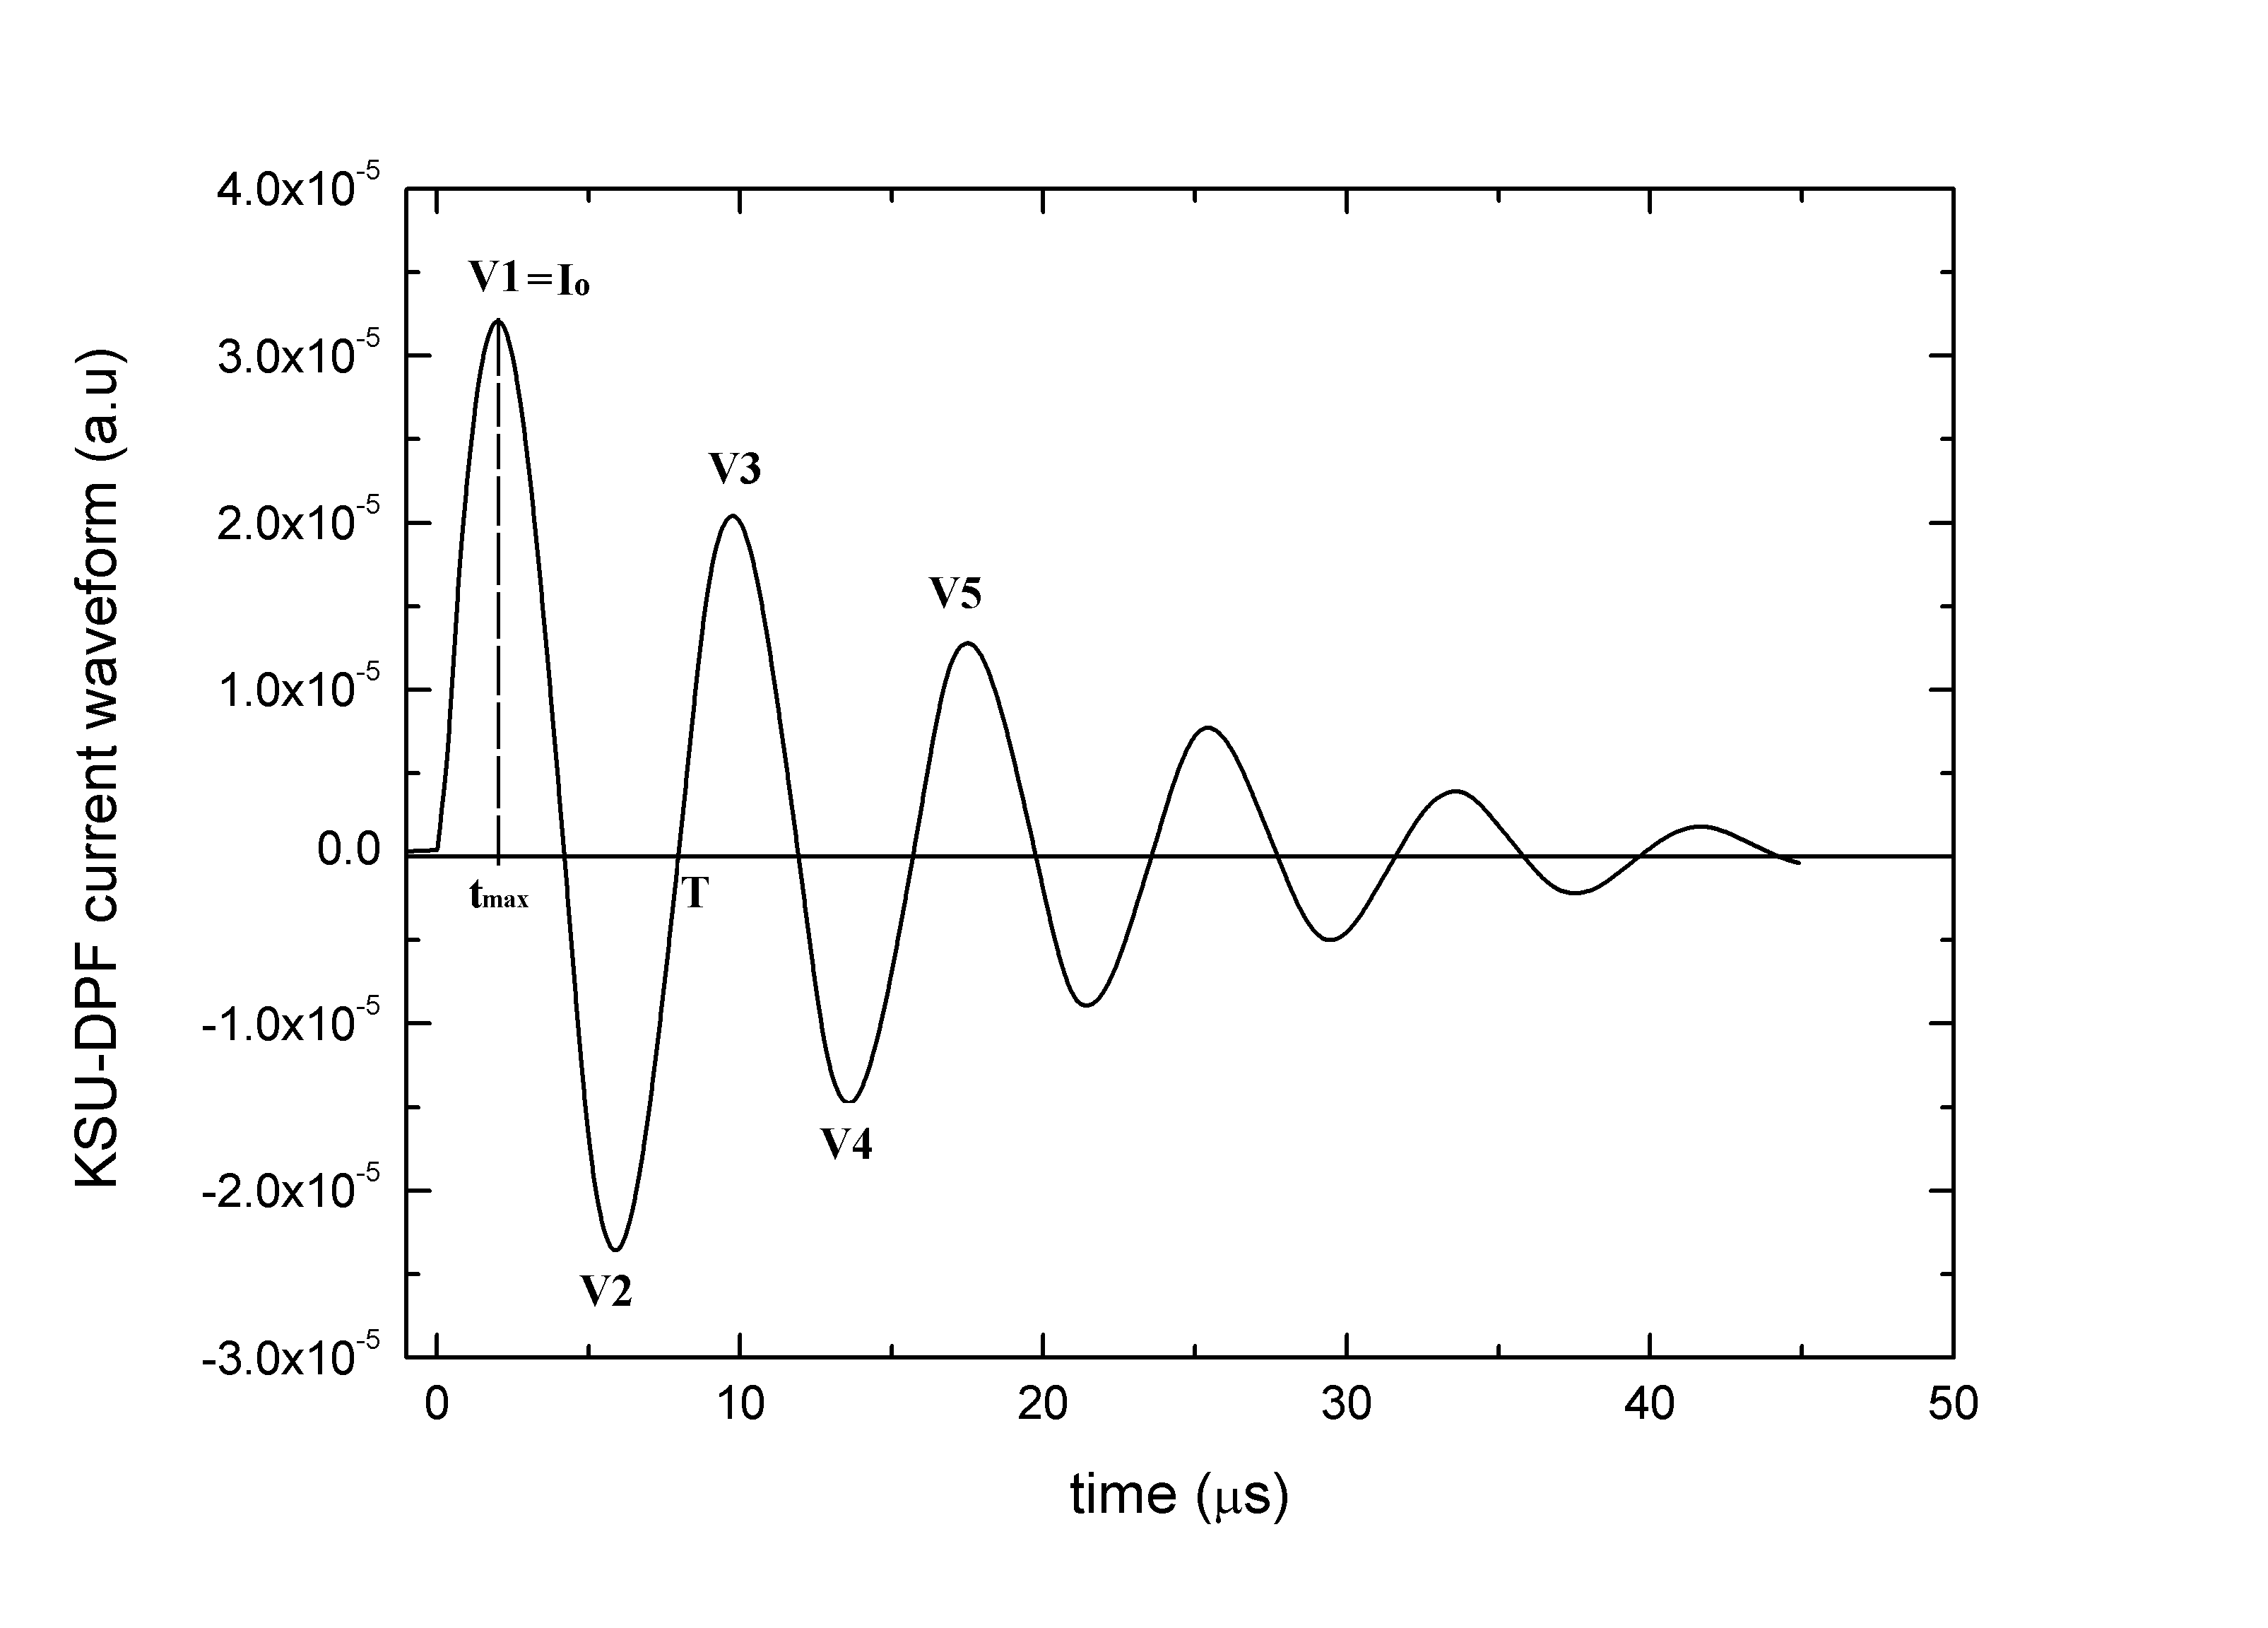 4.0x10⁻⁵
3.0x10⁻⁵
2.0x10⁻⁵
1.0x10⁻⁵
0.0
-1.0x10⁻⁵
-2.0x10⁻⁵
-3.0x10⁻⁵
KSU-DPF current waveform (a.u)
V1=I₀
V3
V5
tmax
T
V4
V2
0 10 20 30 40 50
time (μs)